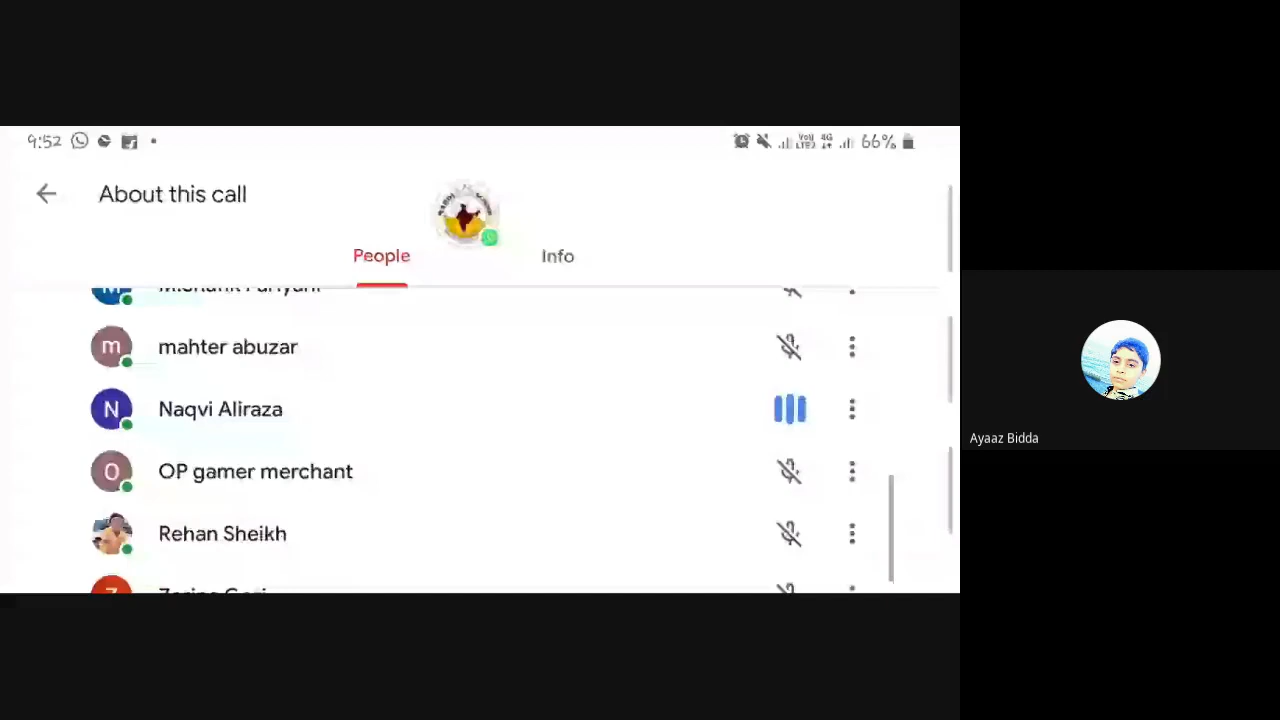 9:52
66%
About this call
People
Info
mahter abuzar
Naqvi Aliraza
OP gamer merchant
Rehan Sheikh
Ayaaz Bidda
m
N
O